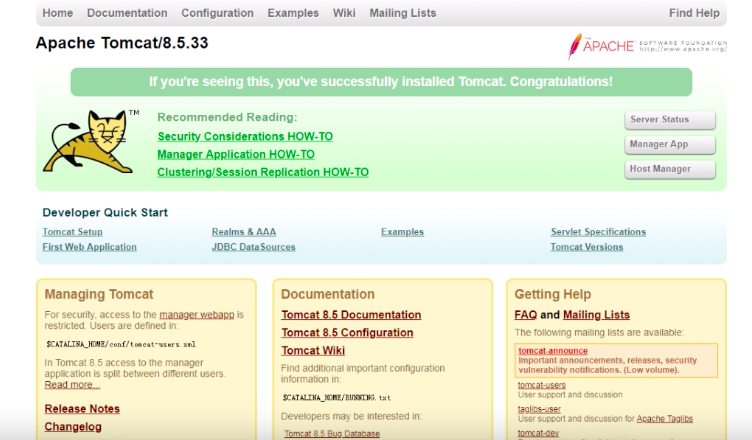 Home Documentation Configuration Examples Wiki Mailing Lists Find Help
Apache Tomcat/8.5.33
THE
APACHE SOFTWARE FOUNDATION
http://www.apache.org/
If you're seeing this, you've successfully installed Tomcat. Congratulations!
TM
Recommended Reading:
Security Considerations HOW-TO
Manager Application HOW-TO
Clustering/Session Replication HOW-TO
Server Status
Manager App
Host Manager
Developer Quick Start
Tomcat Setup
First Web Application
Realms & AAA
JDBC DataSources
Examples
Servlet Specifications
Tomcat Versions
Managing Tomcat
For security, access to the manager webapp is
restricted. Users are defined in:
$CATALINA_HOME/conf/tomcat-users.xml
In Tomcat 8.5 access to the manager
application is split between different users.
Read more...
Release Notes
Changelog
Documentation
Tomcat 8.5 Documentation
Tomcat 8.5 Configuration
Tomcat Wiki
Find additional important configuration
information in:
$CATALINA_HOME/RUNNING.txt
Developers may be interested in:
Tomcat 8.5 Bug Database
Getting Help
FAQ and Mailing Lists
The following mailing lists are available:
tomcat-announce
Important announcements, releases, security
vulnerability notifications. (Low volume).
tomcat-users
User support and discussion
taglibs-user
User support and discussion for Apache Taglibs
tomcat-dev